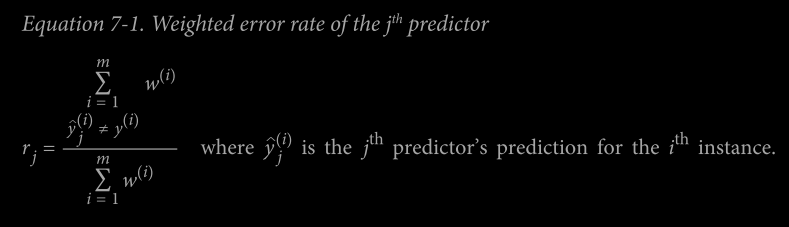 Equation 7-1. Weighted error rate of the jᵗʰ predictor
m
∑ w⁽ⁱ⁾
i = 1
ŷⱼ⁽ⁱ⁾ ≠ y⁽ⁱ⁾
rⱼ = where ŷⱼ⁽ⁱ⁾ is the jᵗʰ predictor’s prediction for the iᵗʰ instance.
m
∑ w⁽ⁱ⁾
i = 1